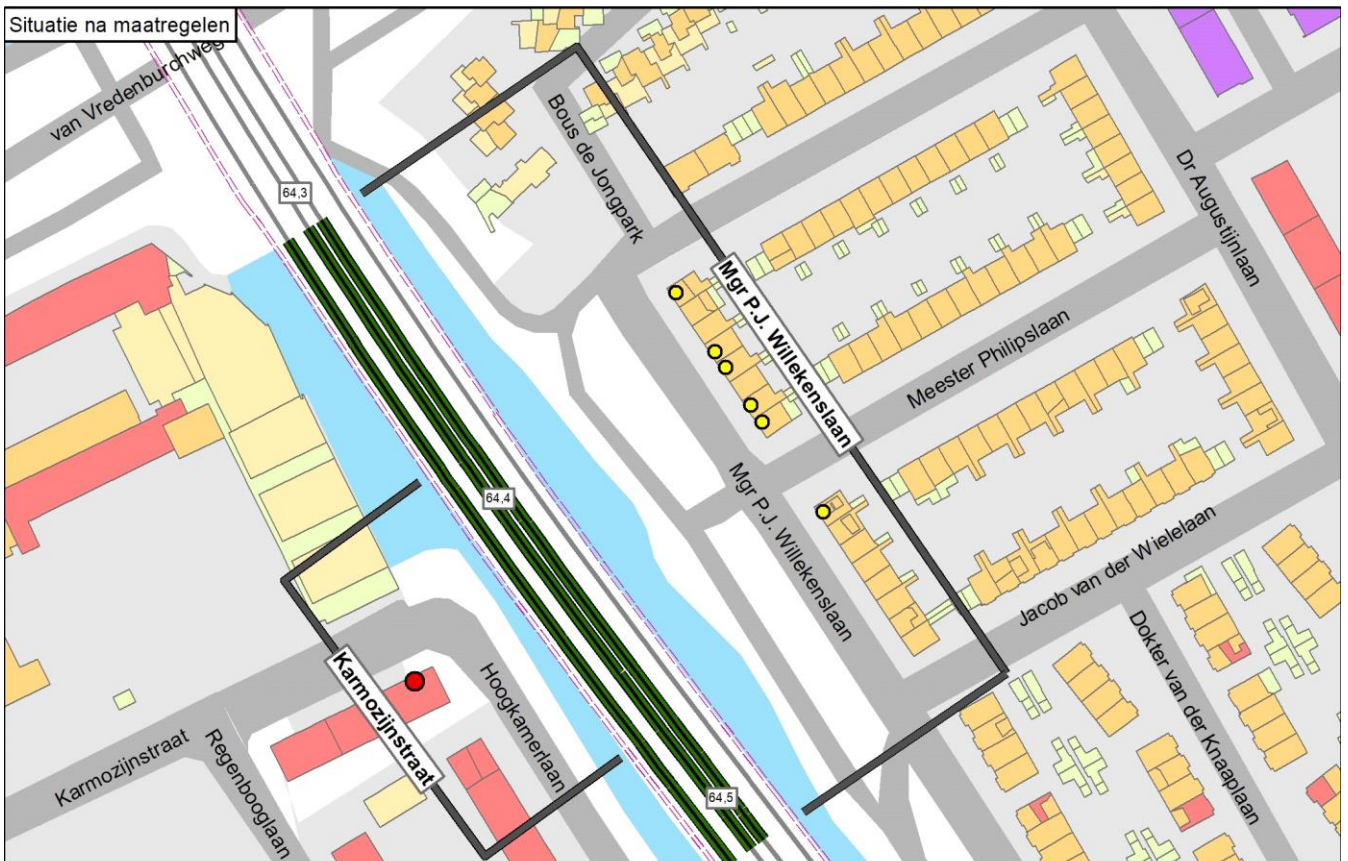 Situatie na maatregelen
van Vredenburchweg
64,3
Bous de Jongpark
Dr Augustijnlaan
Mgr P.J. Willekenslaan
Meester Philipslaan
64,4
Mgr P.J. Willekenslaan
Jacob van der Wielelaan
Dokter van der Knaaplaan
Karmozijnstraat
Hoogkamerlaan
Karmozijnstraat
Regenbooglaan
64,5